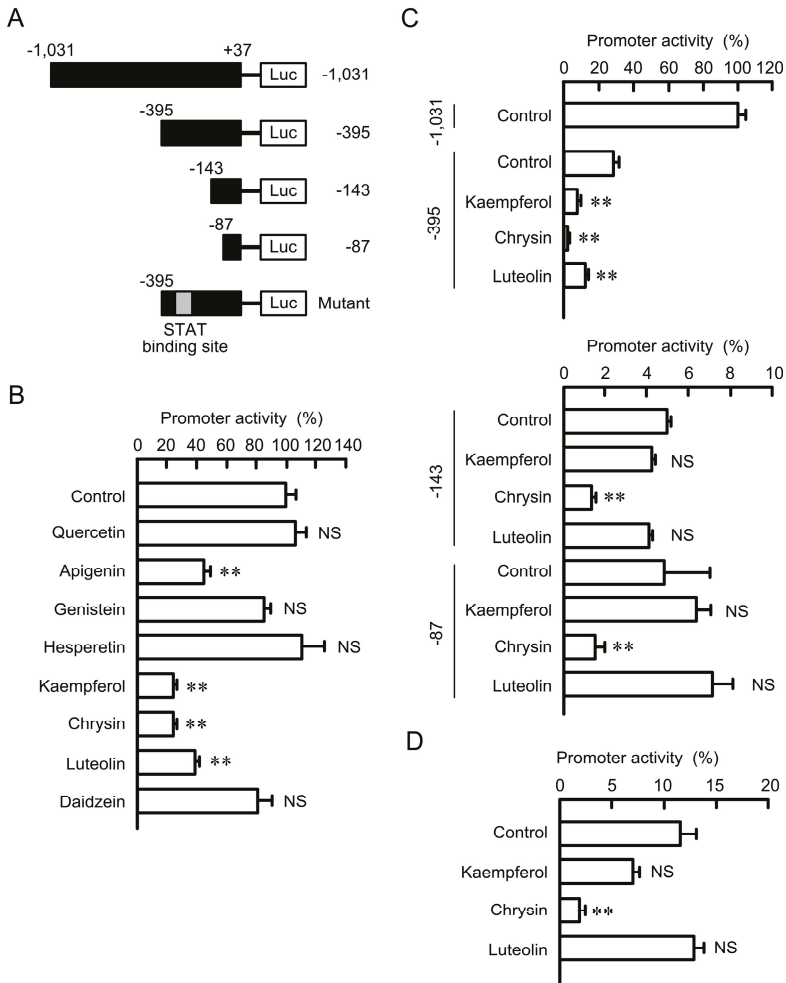 A
-1,031 +37
Luc -1,031
-395
Luc -395
-143
Luc -143
-87
Luc -87
-395
Luc Mutant
STAT
binding site
B
Promoter activity (%)
0 20 40 60 80 100 120 140
Control
Quercetin NS
Apigenin **
Genistein NS
Hesperetin NS
Kaempferol **
Chrysin **
Luteolin **
Daidzein NS
C
Promoter activity (%)
0 20 40 60 80 100 120
-1,031
Control
-395
Control
Kaempferol **
Chrysin **
Luteolin **
Promoter activity (%)
0 2 4 6 8 10
-143
Control
Kaempferol NS
Chrysin **
Luteolin NS
-87
Control
Kaempferol NS
Chrysin **
Luteolin NS
D
Promoter activity (%)
0 5 10 15 20
Control
Kaempferol NS
Chrysin **
Luteolin NS